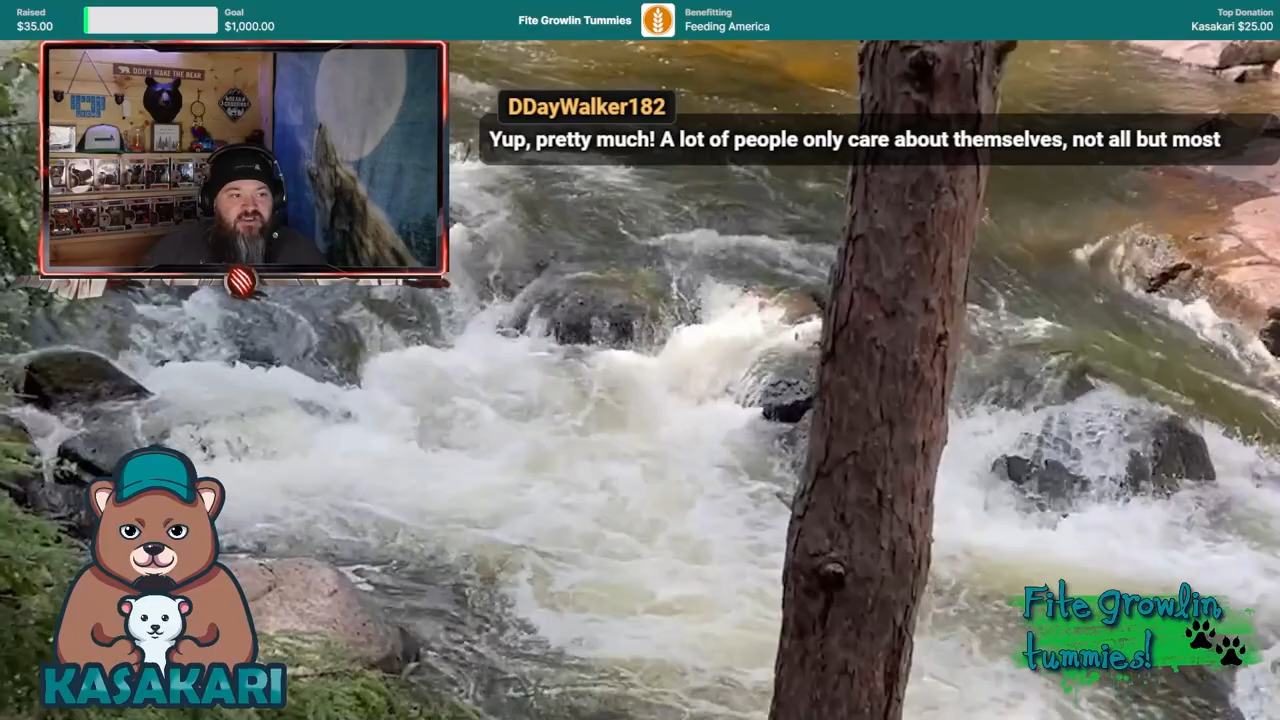 Raised
$35.00
Goal
$1,000.00
Fite Growlin Tummies
Benefitting
Feeding America
Top Donation
Kasakari $25.00
DON'T WAKE THE BEAR
DDayWalker182
Yup, pretty much! A lot of people only care about themselves, not all but most
KASAKARI
Fite Growlin
tummies!